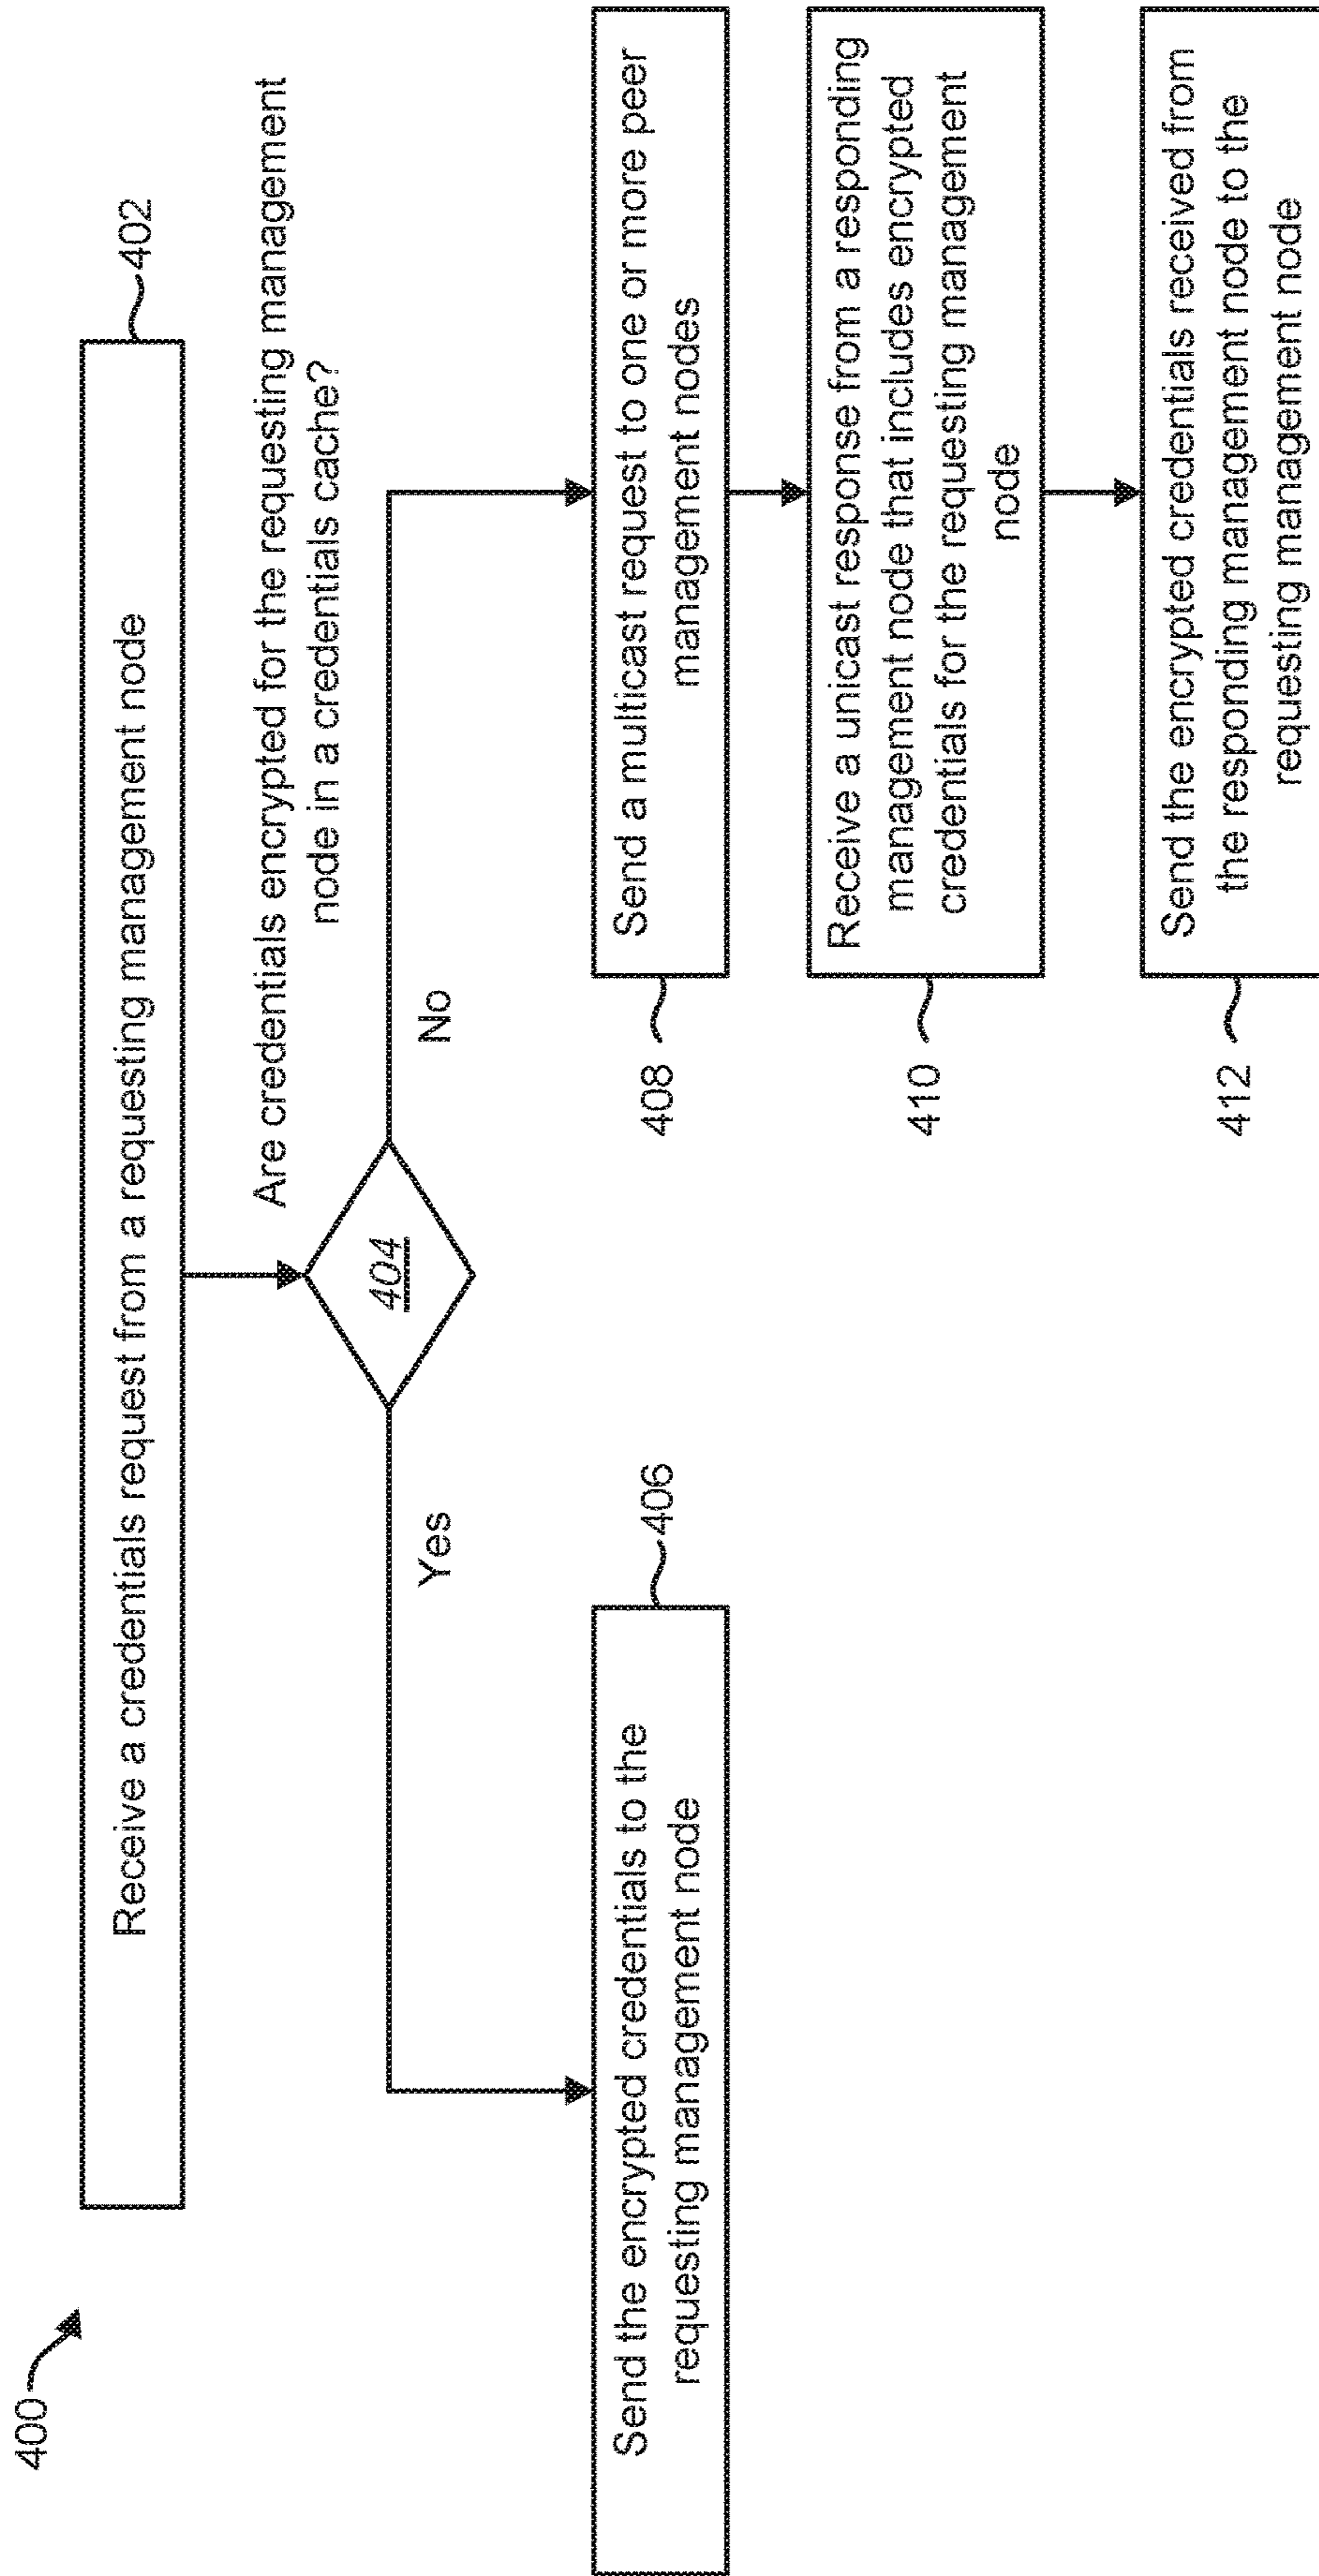 400
Receive a credentials request from a requesting management node
402
Are credentials encrypted for the requesting management
node in a credentials cache?
404
Yes
No
Send the encrypted credentials to the
requesting management node
406
Send a multicast request to one or more peer
management nodes
408
Receive a unicast response from a responding
management node that includes encrypted
credentials for the requesting management
node
410
Send the encrypted credentials received from
the responding management node to the
requesting management node
412